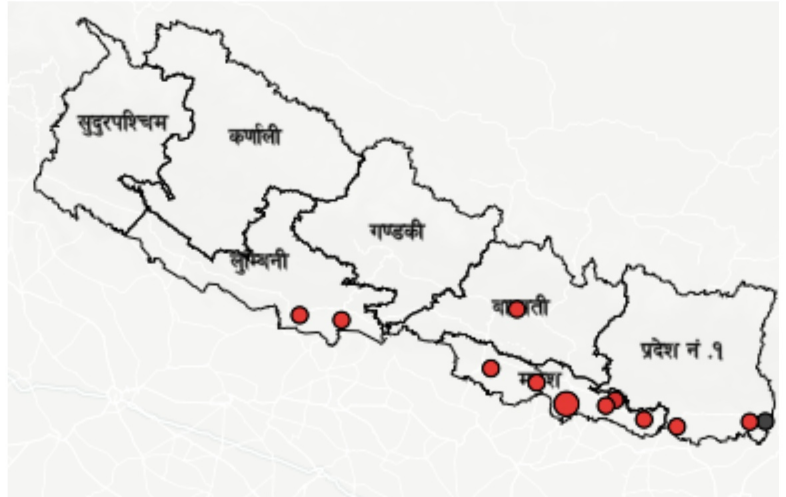 सुदुरपश्चिम
कर्णाली
गण्डकी
लुम्बिनी
प्रदेश नं .१